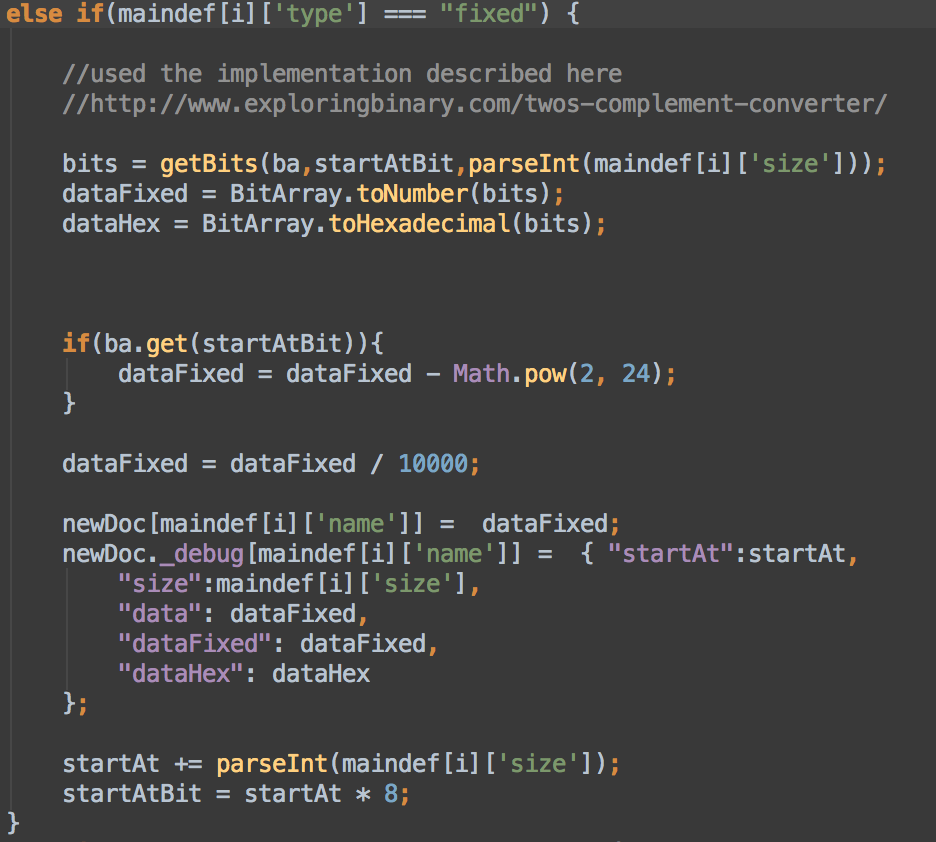 else if(maindef[i]['type'] === "fixed") {
//used the implementation described here
//http://www.exploringbinary.com/twos-complement-converter/
bits = getBits(ba,startAtBit,parseInt(maindef[i]['size']));
dataFixed = BitArray.toNumber(bits);
dataHex = BitArray.toHexadecimal(bits);
if(ba.get(startAtBit)){
dataFixed = dataFixed - Math.pow(2, 24);
}
dataFixed = dataFixed / 10000;
newDoc[maindef[i]['name']] =  dataFixed;
newDoc._debug[maindef[i]['name']] =  { "startAt":startAt,
"size":maindef[i]['size'],
"data": dataFixed,
"dataFixed": dataFixed,
"dataHex": dataHex
};
startAt += parseInt(maindef[i]['size']);
startAtBit = startAt * 8;
}